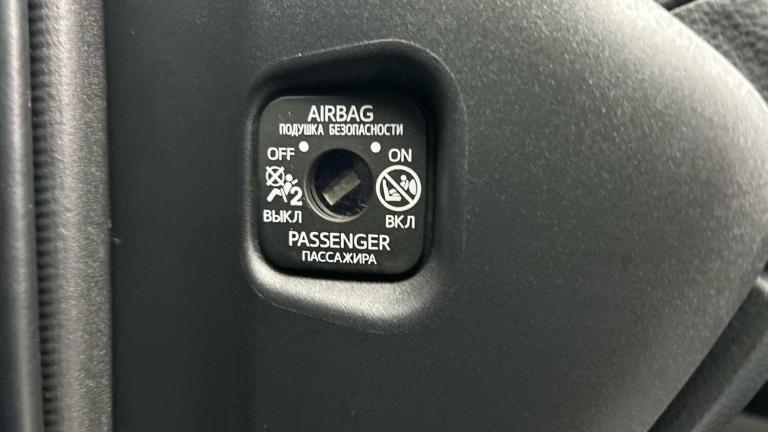 AIRBAG
ПОДУШКА БЕЗОПАСНОСТИ
OFF ON
2
ВЫКЛ ВКЛ
PASSENGER
ПАССАЖИРА